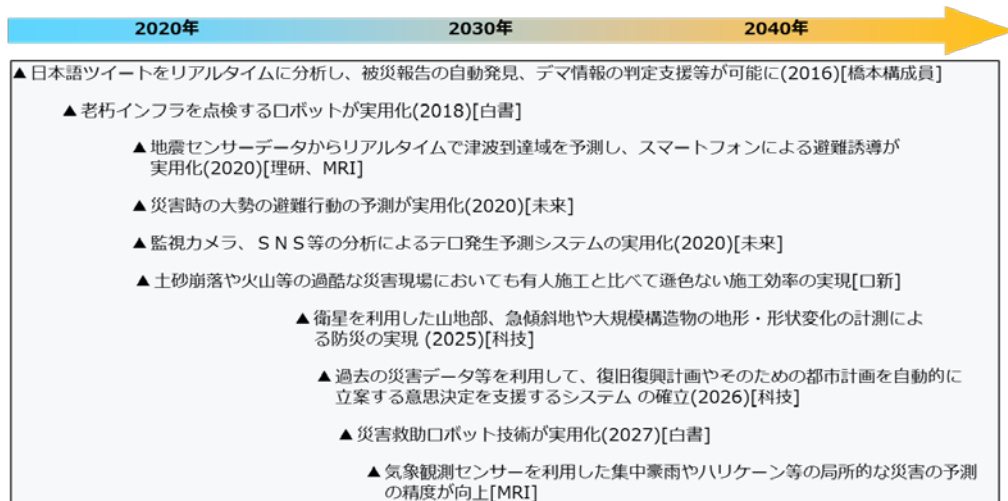 2020年 2030年 2040年
▲日本語ツイートをリアルタイムに分析し、被災報告の自動発見、デマ情報の判定支援等が可能に(2016)[橋本構成員]
▲老朽インフラを点検するロボットが実用化(2018)[白書]
▲地震センサーデータからリアルタイムで津波到達域を予測し、スマートフォンによる避難誘導が
実用化(2020)[理研、MRI]
▲災害時の大勢の避難行動の予測が実用化(2020)[未来]
▲監視カメラ、ＳＮＳ等の分析によるテロ発生予測システムの実用化(2020)[未来]
▲土砂崩落や火山等の過酷な災害現場においても有人施工と比べて遜色ない施工効率の実現[ロ新]
▲衛星を利用した山地部、急傾斜地や大規模構造物の地形・形状変化の計測によ
る防災の実現 (2025)[科技]
▲過去の災害データ等を利用して、復旧復興計画やそのための都市計画を自動的に
立案する意思決定を支援するシステム の確立(2026)[科技]
▲災害救助ロボット技術が実用化(2027)[白書]
▲気象観測センサーを利用した集中豪雨やハリケーン等の局所的な災害の予測
の精度が向上[MRI]